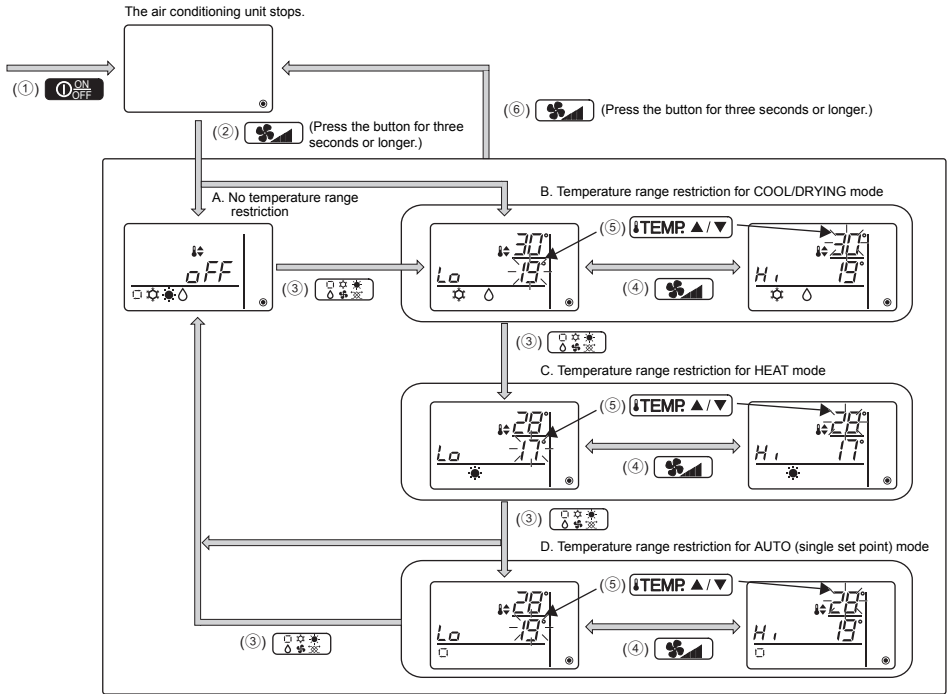 The air conditioning unit stops.
(①) ON OFF
(②) (Press the button for three
seconds or longer.)
(⑥) (Press the button for three seconds or longer.)
A. No temperature range
restriction
oFF
(③)
B. Temperature range restriction for COOL/DRYING mode
30°
Lo 19°
(⑤) TEMP. ▲/▼
(④)
30°
Hi 19°
(③)
C. Temperature range restriction for HEAT mode
28°
Lo 17°
(⑤) TEMP. ▲/▼
(④)
28°
Hi 17°
(③)
D. Temperature range restriction for AUTO (single set point) mode
28°
Lo 19°
(⑤) TEMP. ▲/▼
(④)
28°
Hi 19°
(③)